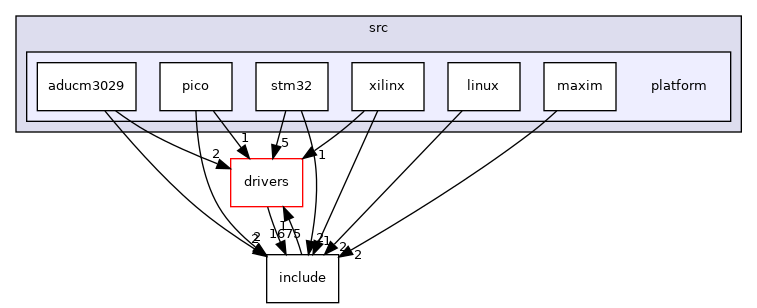 src
aducm3029
pico
stm32
xilinx
linux
maxim
platform
2
1
5
1
drivers
1675
1
2
2
2
2
2
include